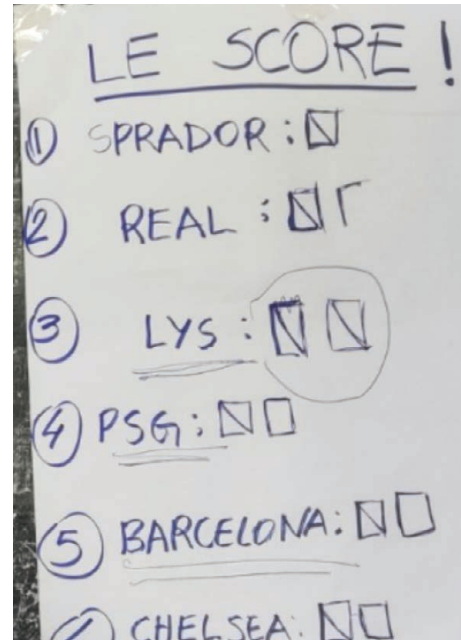 LE SCORE !
① SPRADOR :
② REAL :
③ LYS :
④ PSG :
⑤ BARCELONA :
CHELSEA :